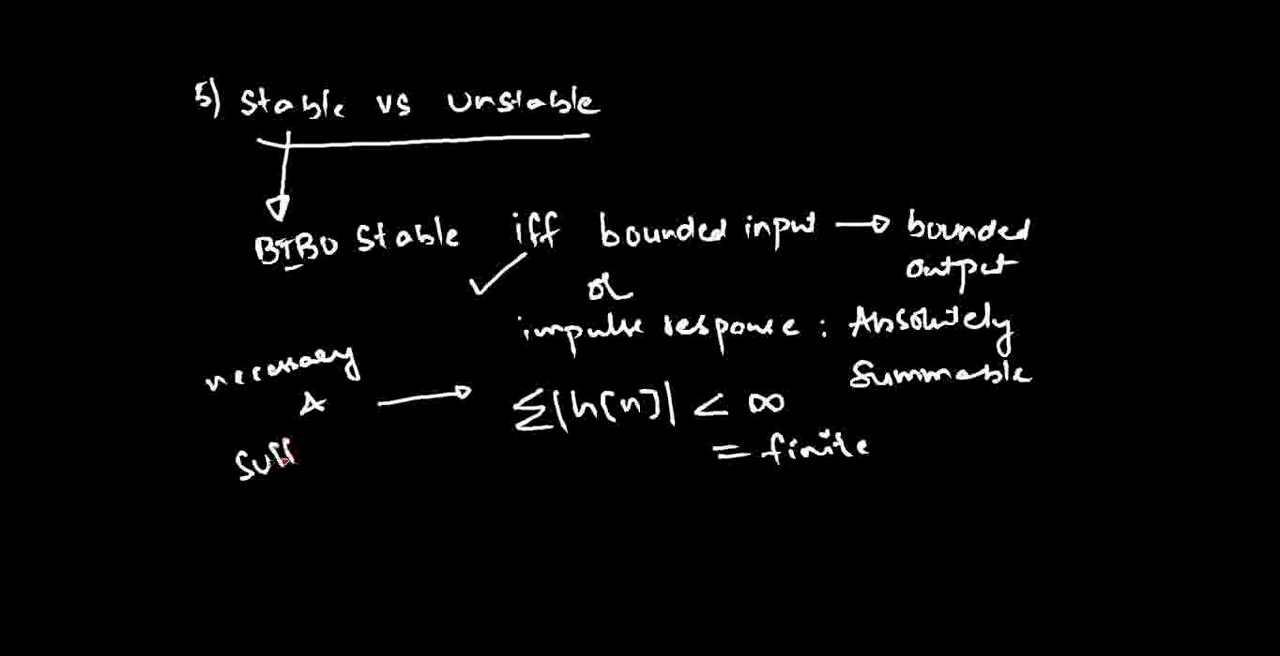 5) Stable vs Unstable
BIBO Stable iff bounded input → bounded
output
or
impulse response : Absolutely
Summable
necessary
& → Σ|h[n]| < ∞
= finite
Suff